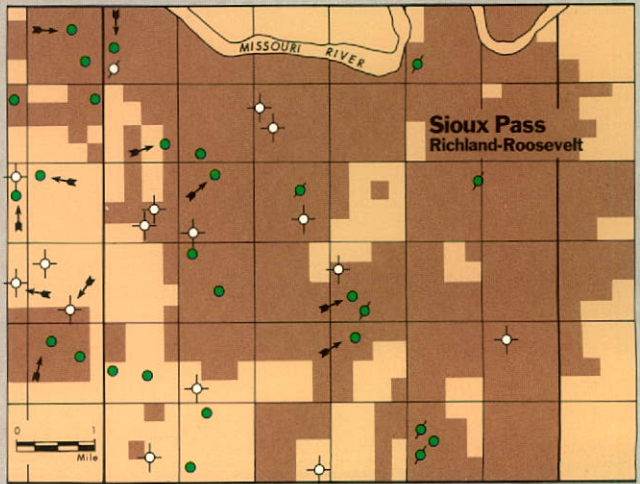 MISSOURI RIVER
Sioux Pass
Richland-Roosevelt
0 1
Mile